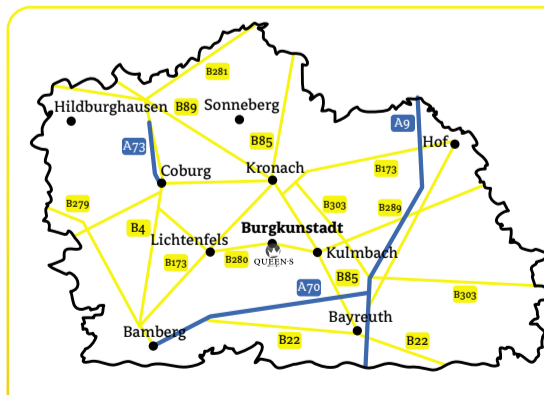 B281
Hildburghausen
B89
Sonneberg
A9
A73
B85
Hof
Coburg
Kronach
B173
B279
B303
B289
B4
Burgkunstadt
Lichtenfels
B173
B280
QUEEN·S
Kulmbach
A70
B85
B303
Bamberg
Bayreuth
B22
B22